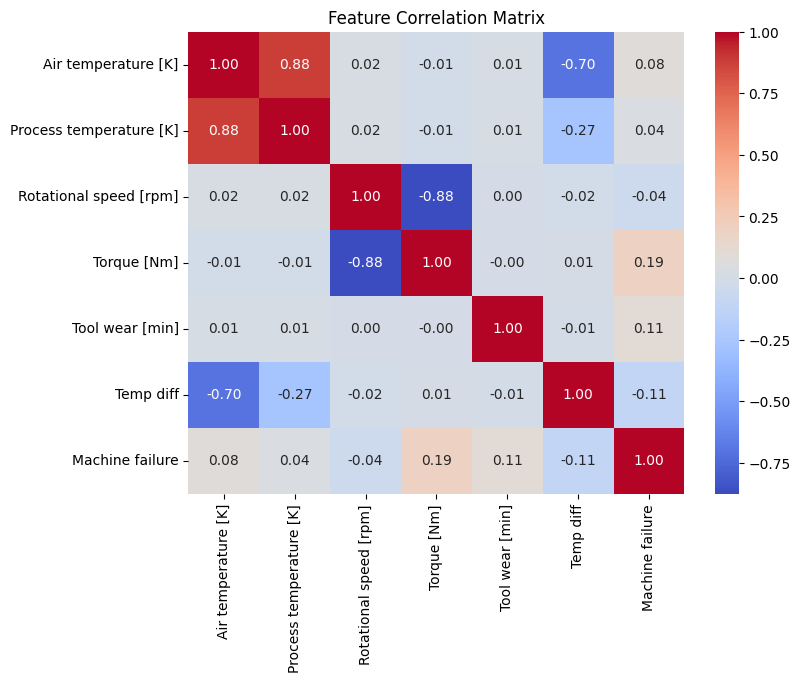 Feature Correlation Matrix
Air temperature [K] 1.00 0.88 0.02 -0.01 0.01 -0.70 0.08
Process temperature [K] 0.88 1.00 0.02 -0.01 0.01 -0.27 0.04
Rotational speed [rpm] 0.02 0.02 1.00 -0.88 0.00 -0.02 -0.04
Torque [Nm] -0.01 -0.01 -0.88 1.00 -0.00 0.01 0.19
Tool wear [min] 0.01 0.01 0.00 -0.00 1.00 -0.01 0.11
Temp diff -0.70 -0.27 -0.02 0.01 -0.01 1.00 -0.11
Machine failure 0.08 0.04 -0.04 0.19 0.11 -0.11 1.00
Air temperature [K]
Process temperature [K]
Rotational speed [rpm]
Torque [Nm]
Tool wear [min]
Temp diff
Machine failure
1.00
0.75
0.50
0.25
0.00
−0.25
−0.50
−0.75